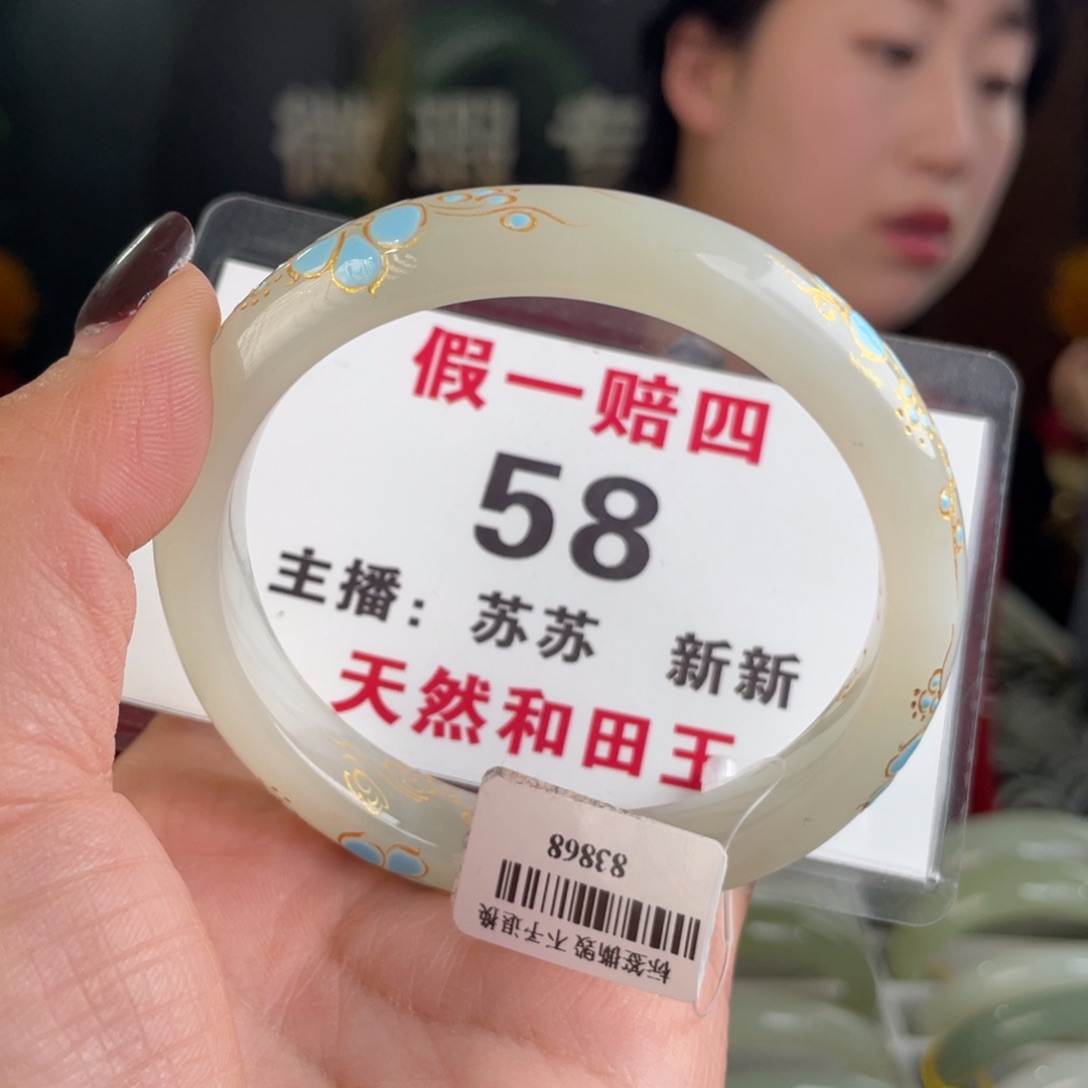 假一赔四
58
主播：苏苏 新新
天然和田玉
83868
标签撕毁 不予退换